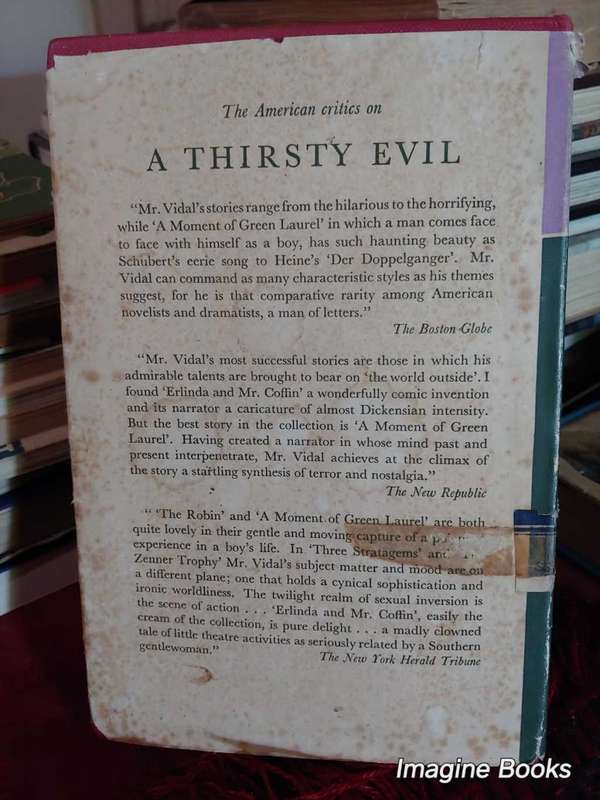 The American critics on
A THIRSTY EVIL
"Mr. Vidal's stories range from the hilarious to the horrifying,
while 'A Moment of Green Laurel' in which a man comes face
to face with himself as a boy, has such haunting beauty as
Schubert's eerie song to Heine's 'Der Doppelganger'. Mr.
Vidal can command as many characteristic styles as his themes
suggest, for he is that comparative rarity among American
novelists and dramatists, a man of letters."
The Boston Globe
"Mr. Vidal's most successful stories are those in which his
admirable talents are brought to bear on 'the world outside'. I
found 'Erlinda and Mr. Coffin' a wonderfully comic invention
and its narrator a caricature of almost Dickensian intensity.
But the best story in the collection is 'A Moment of Green
Laurel'. Having created a narrator in whose mind past and
present interpenetrate, Mr. Vidal achieves at the climax of
the story a startling synthesis of terror and nostalgia."
The New Republic
"'The Robin' and 'A Moment of Green Laurel' are both
quite lovely in their gentle and moving capture of a
experience in a boy's life. In 'Three Stratagems'
Zenner Trophy' Mr. Vidal's subject matter and mood are on
a different plane; one that holds a cynical sophistication and
ironic worldliness. The twilight realm of sexual inversion is
the scene of action . . . 'Erlinda and Mr. Coffin', easily the
cream of the collection, is pure delight . . . a madly clowned
tale of little theatre activities as seriously related by a Southern
gentlewoman."
The New York Herald Tribune
Imagine Books